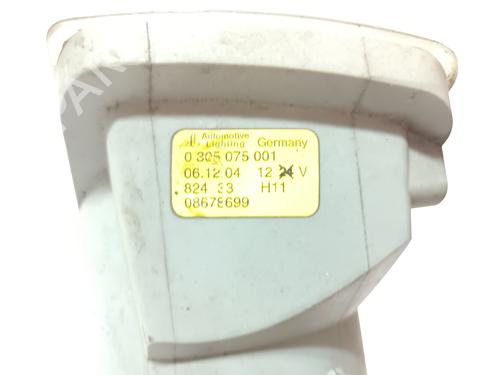 Automotive
Lighting Germany
0 305 075 001
06.12 04 12 24 V
824 33 H11
08678699